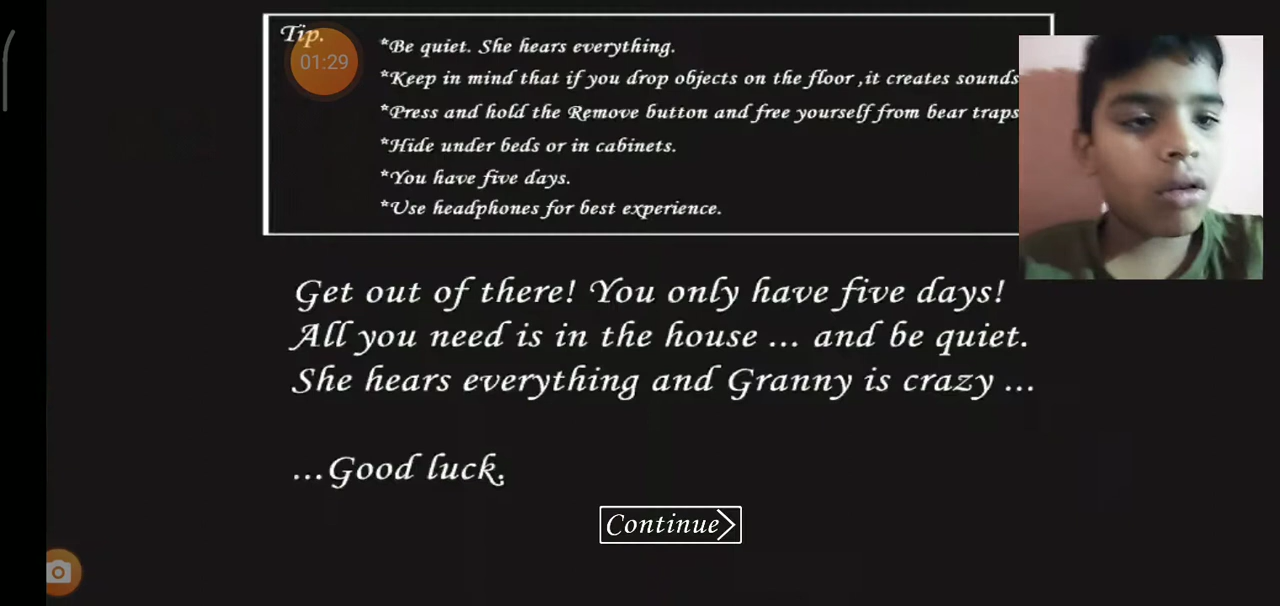 Tip.
01:29
*Be quiet. She hears everything.
*Keep in mind that if you drop objects on the floor ,it creates sounds
*Press and hold the Remove button and free yourself from bear traps
*Hide under beds or in cabinets.
*You have five days.
*Use headphones for best experience.
Get out of there! You only have five days!
All you need is in the house ... and be quiet.
She hears everything and Granny is crazy ...
...Good luck.
Continue